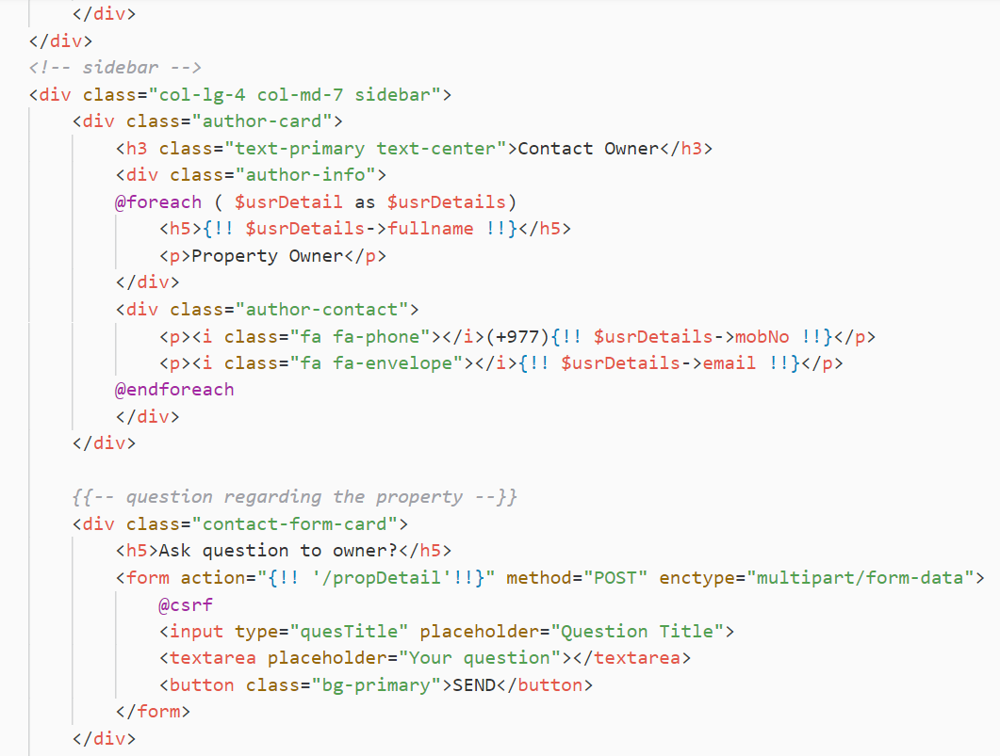 </div>
</div>
<!-- sidebar -->
<div class="col-lg-4 col-md-7 sidebar">
<div class="author-card">
<h3 class="text-primary text-center">Contact Owner</h3>
<div class="author-info">
@foreach ( $usrDetail as $usrDetails)
<h5>{!! $usrDetails->fullname !!}</h5>
<p>Property Owner</p>
</div>
<div class="author-contact">
<p><i class="fa fa-phone"></i>(+977){!! $usrDetails->mobNo !!}</p>
<p><i class="fa fa-envelope"></i>{!! $usrDetails->email !!}</p>
@endforeach
</div>
</div>
{{-- question regarding the property --}}
<div class="contact-form-card">
<h5>Ask question to owner?</h5>
<form action="{!! '/propDetail'!!}" method="POST" enctype="multipart/form-data">
@csrf
<input type="quesTitle" placeholder="Question Title">
<textarea placeholder="Your question"></textarea>
<button class="bg-primary">SEND</button>
</form>
</div>